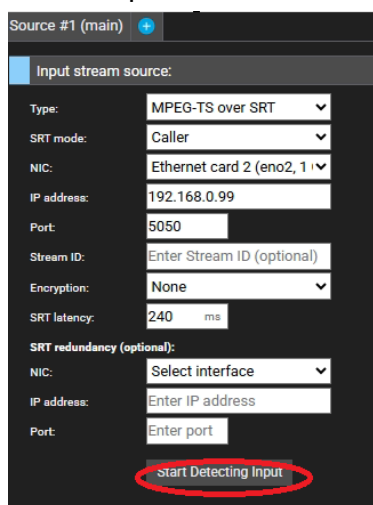 Source #1 (main) +
Input stream source:
Type: MPEG-TS over SRT
SRT mode: Caller
NIC: Ethernet card 2 (eno2, 1
IP address: 192.168.0.99
Port: 5050
Stream ID: Enter Stream ID (optional)
Encryption: None
SRT latency: 240 ms
SRT redundancy (optional):
NIC: Select interface
IP address: Enter IP address
Port: Enter port
Start Detecting Input